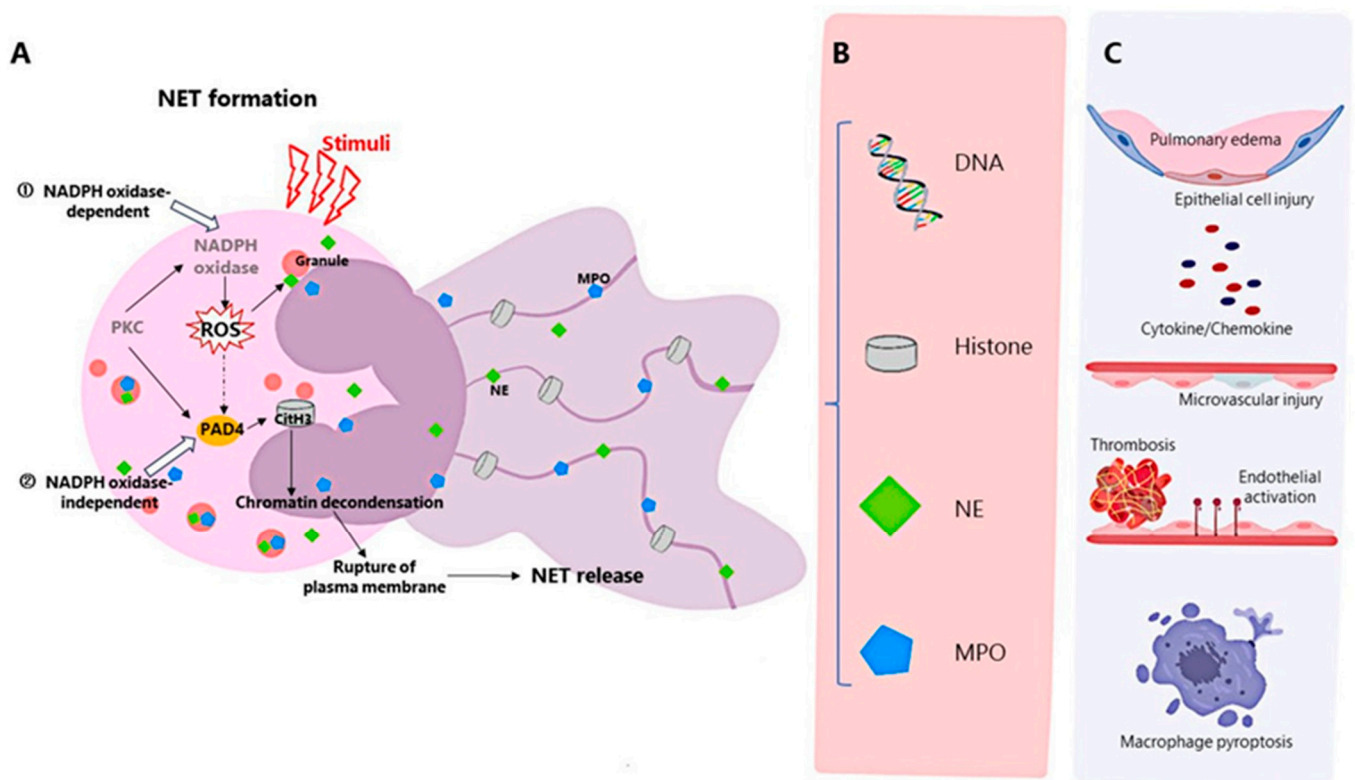 A
NET formation
Stimuli
① NADPH oxidase-
dependent
NADPH
oxidase
Granule
MPO
PKC
ROS
NE
PAD4
CitH3
② NADPH oxidase-
independent
Chromatin decondensation
Rupture of
plasma membrane
NET release
B
DNA
Histone
NE
MPO
C
Pulmonary edema
Epithelial cell injury
Cytokine/Chemokine
Microvascular injury
Thrombosis
Endothelial
activation
Macrophage pyroptosis